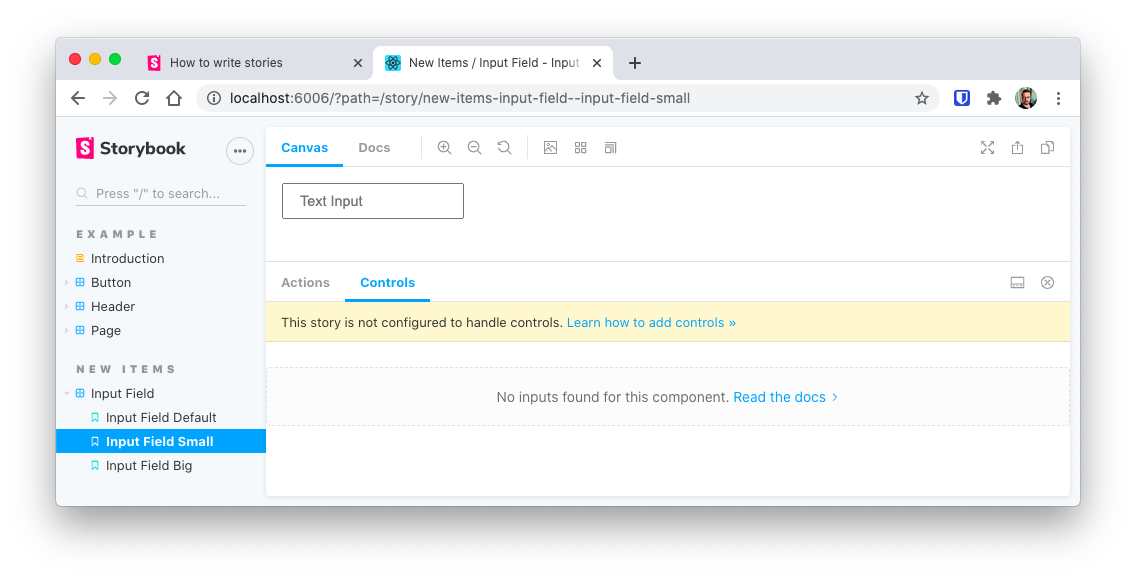 How to write stories
New Items / Input Field - Input
localhost:6006/?path=/story/new-items-input-field--input-field-small
Storybook
Press "/" to search...
EXAMPLE
Introduction
Button
Header
Page
NEW ITEMS
Input Field
Input Field Default
Input Field Small
Input Field Big
Canvas
Docs
Text Input
Actions
Controls
This story is not configured to handle controls. Learn how to add controls »
No inputs found for this component. Read the docs